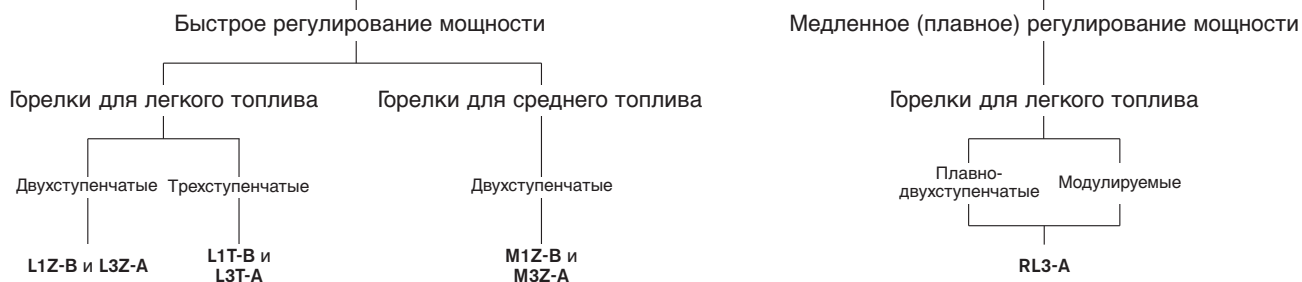 Быстрое регулирование мощности
Медленное (плавное) регулирование мощности
Горелки для легкого топлива
Горелки для среднего топлива
Горелки для легкого топлива
Двухступенчатые
Трехступенчатые
Двухступенчатые
Плавно-
двухступенчатые
Модулируемые
L1Z-B и L3Z-A
L1T-B и
L3T-A
M1Z-B и
M3Z-A
RL3-A